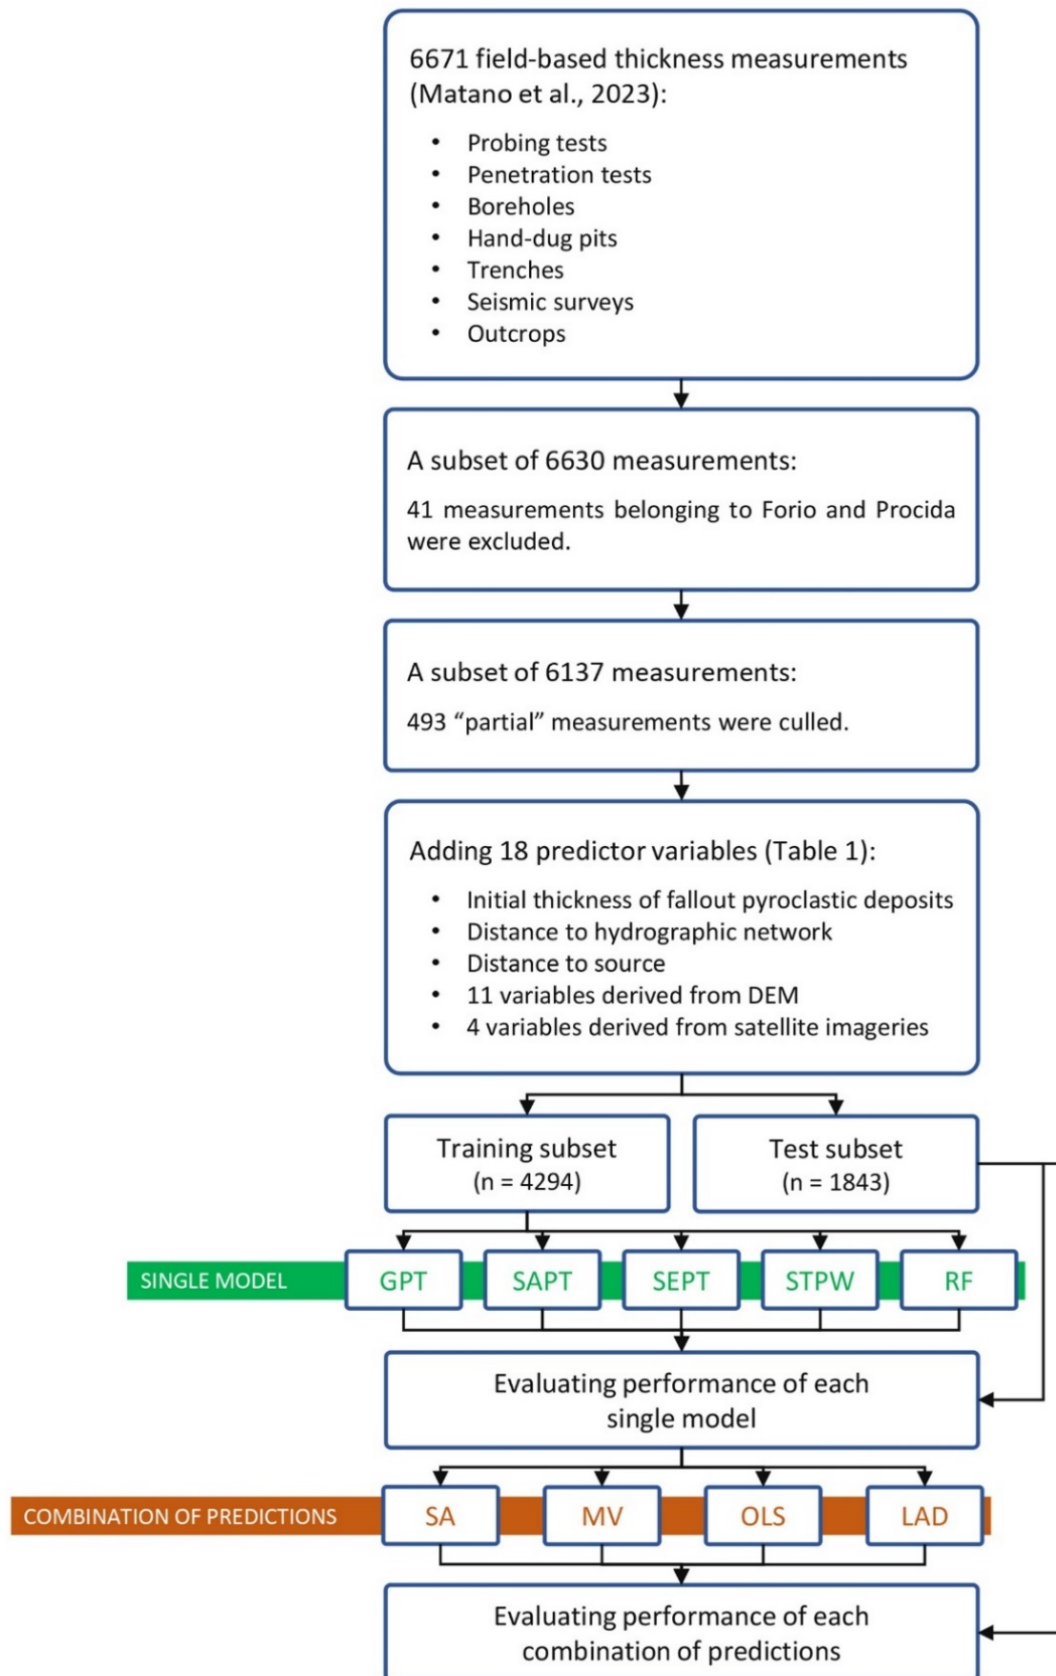 6671 field-based thickness measurements
(Matano et al., 2023):
• Probing tests
• Penetration tests
• Boreholes
• Hand-dug pits
• Trenches
• Seismic surveys
• Outcrops
A subset of 6630 measurements:
41 measurements belonging to Forio and Procida
were excluded.
A subset of 6137 measurements:
493 “partial” measurements were culled.
Adding 18 predictor variables (Table 1):
• Initial thickness of fallout pyroclastic deposits
• Distance to hydrographic network
• Distance to source
• 11 variables derived from DEM
• 4 variables derived from satellite imageries
Training subset
(n = 4294)
Test subset
(n = 1843)
SINGLE MODEL
GPT
SAPT
SEPT
STPW
RF
Evaluating performance of each
single model
COMBINATION OF PREDICTIONS
SA
MV
OLS
LAD
Evaluating performance of each
combination of predictions